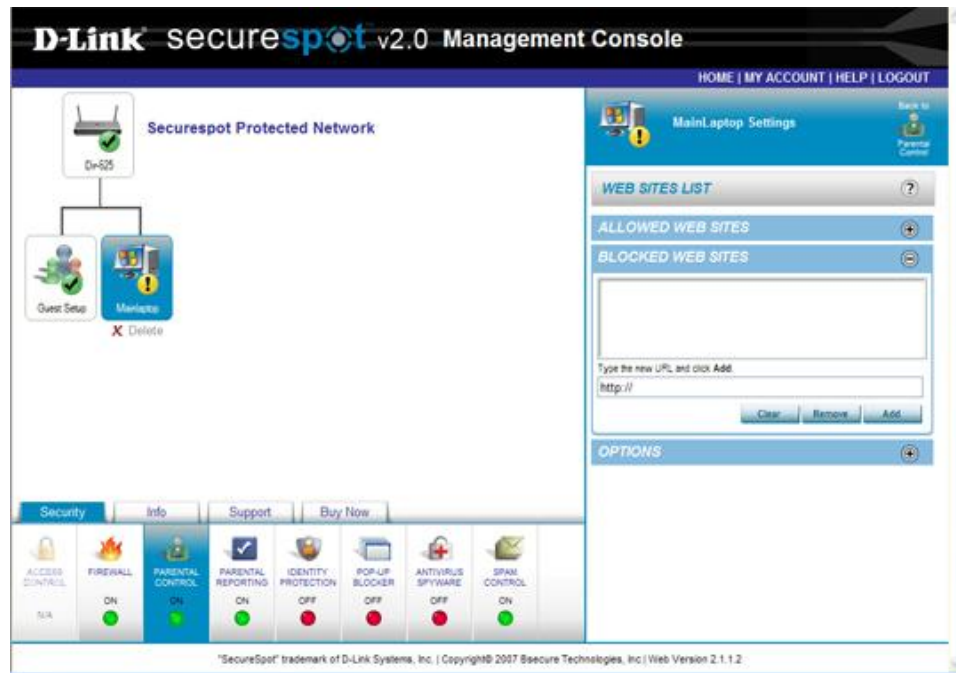 D-Link securespot v2.0 Management Console
HOME | MY ACCOUNT | HELP | LOGOUT
Securespot Protected Network
Dir-625
Guest Setup
Mainlaptop
X Delete
MainLaptop Settings
Back to
Parental
Control
WEB SITES LIST
?
ALLOWED WEB SITES
BLOCKED WEB SITES
Type the new URL and click Add.
http://
Clear
Remove
Add
OPTIONS
Security
Info
Support
Buy Now
ACCESS
CONTROL
N/A
FIREWALL
ON
PARENTAL
CONTROL
ON
PARENTAL
REPORTING
ON
IDENTITY
PROTECTION
OFF
POP-UP
BLOCKER
OFF
ANTIVIRUS
SPYWARE
OFF
SPAM
CONTROL
ON
"SecureSpot" trademark of D-Link Systems, Inc. | Copyright© 2007 Bsecure Technologies, Inc | Web Version 2.1.1.2